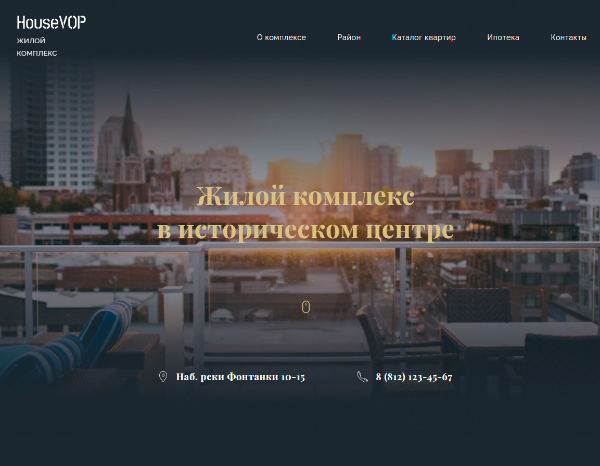 HouseVOP
ЖИЛОЙ
КОМПЛЕКС
О комплексе Район Каталог квартир Ипотека Контакты
Жилой комплекс
в историческом центре
Наб. реки Фонтанки 10-15 8 (812) 123-45-67